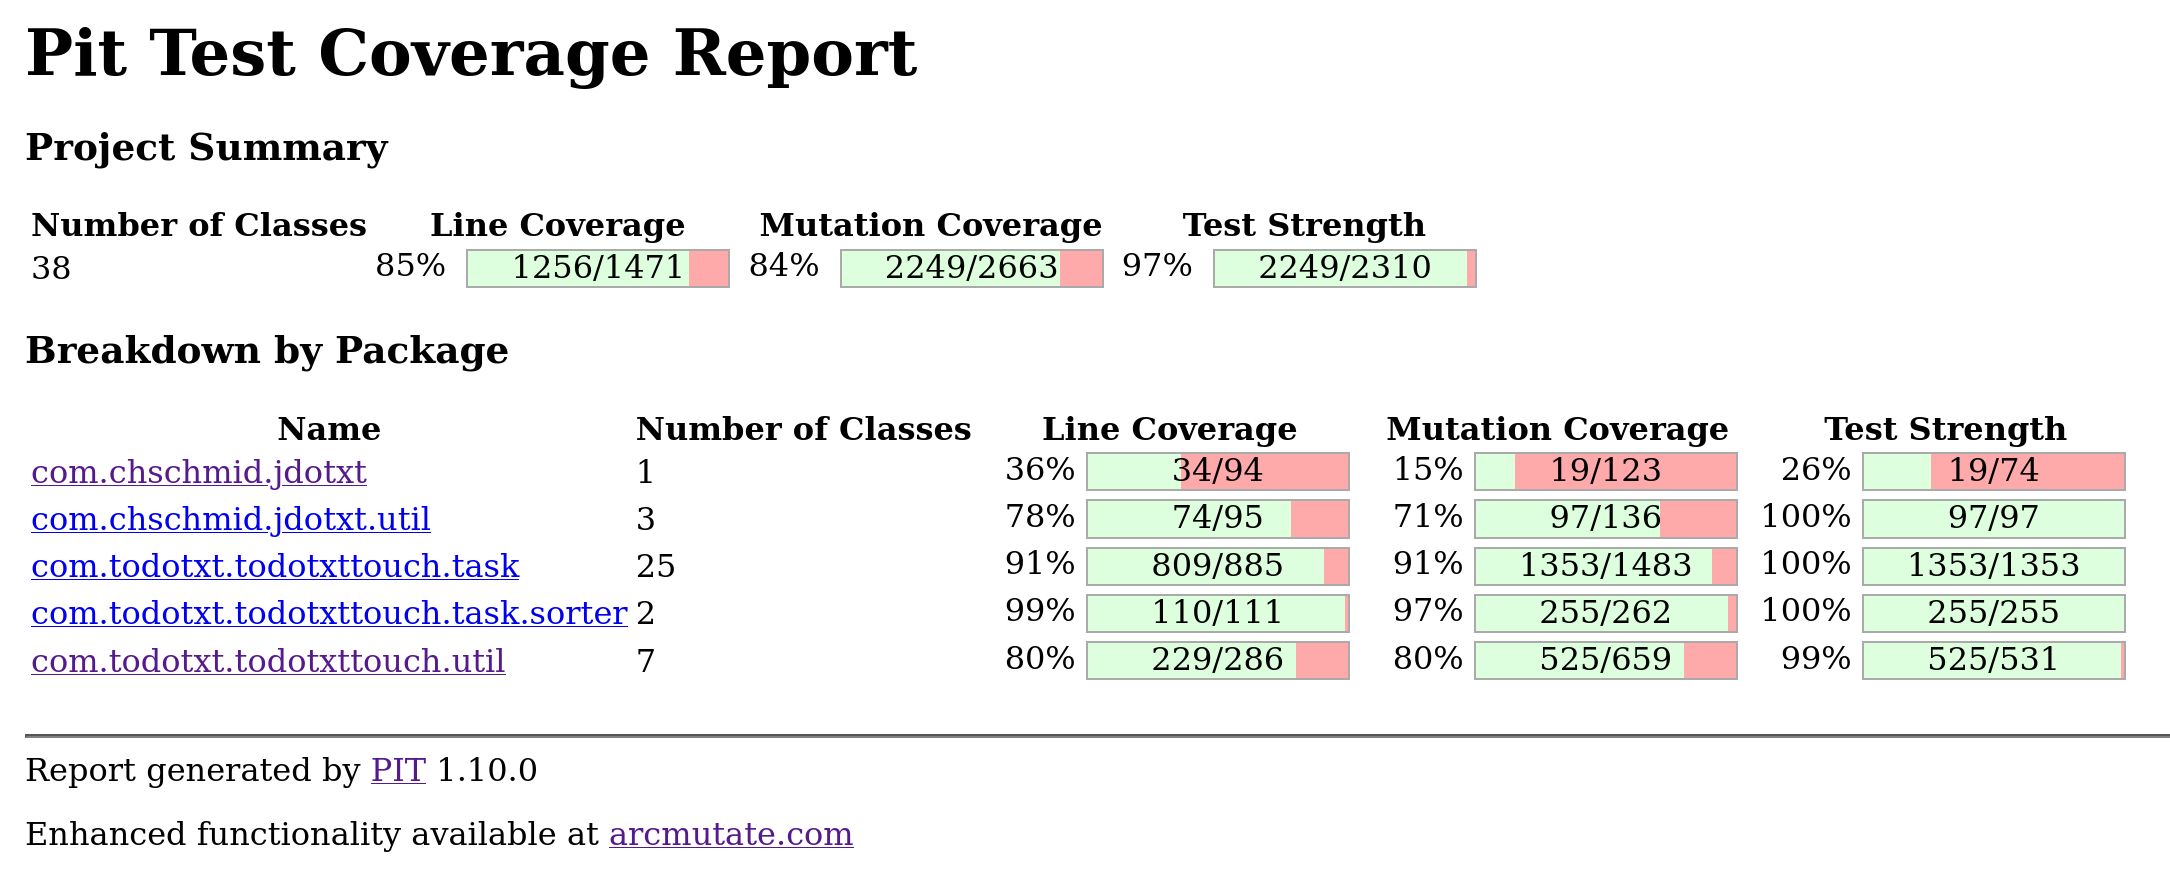 Pit Test Coverage Report
Project Summary
Number of Classes Line Coverage Mutation Coverage Test Strength
38 85% 1256/1471 84% 2249/2663 97% 2249/2310
Breakdown by Package
Name Number of Classes Line Coverage Mutation Coverage Test Strength
com.chschmid.jdotxt 1 36% 34/94 15% 19/123 26% 19/74
com.chschmid.jdotxt.util 3 78% 74/95 71% 97/136 100% 97/97
com.todotxt.todotxttouch.task 25 91% 809/885 91% 1353/1483 100% 1353/1353
com.todotxt.todotxttouch.task.sorter 2 99% 110/111 97% 255/262 100% 255/255
com.todotxt.todotxttouch.util 7 80% 229/286 80% 525/659 99% 525/531
Report generated by PIT 1.10.0
Enhanced functionality available at arcmutate.com